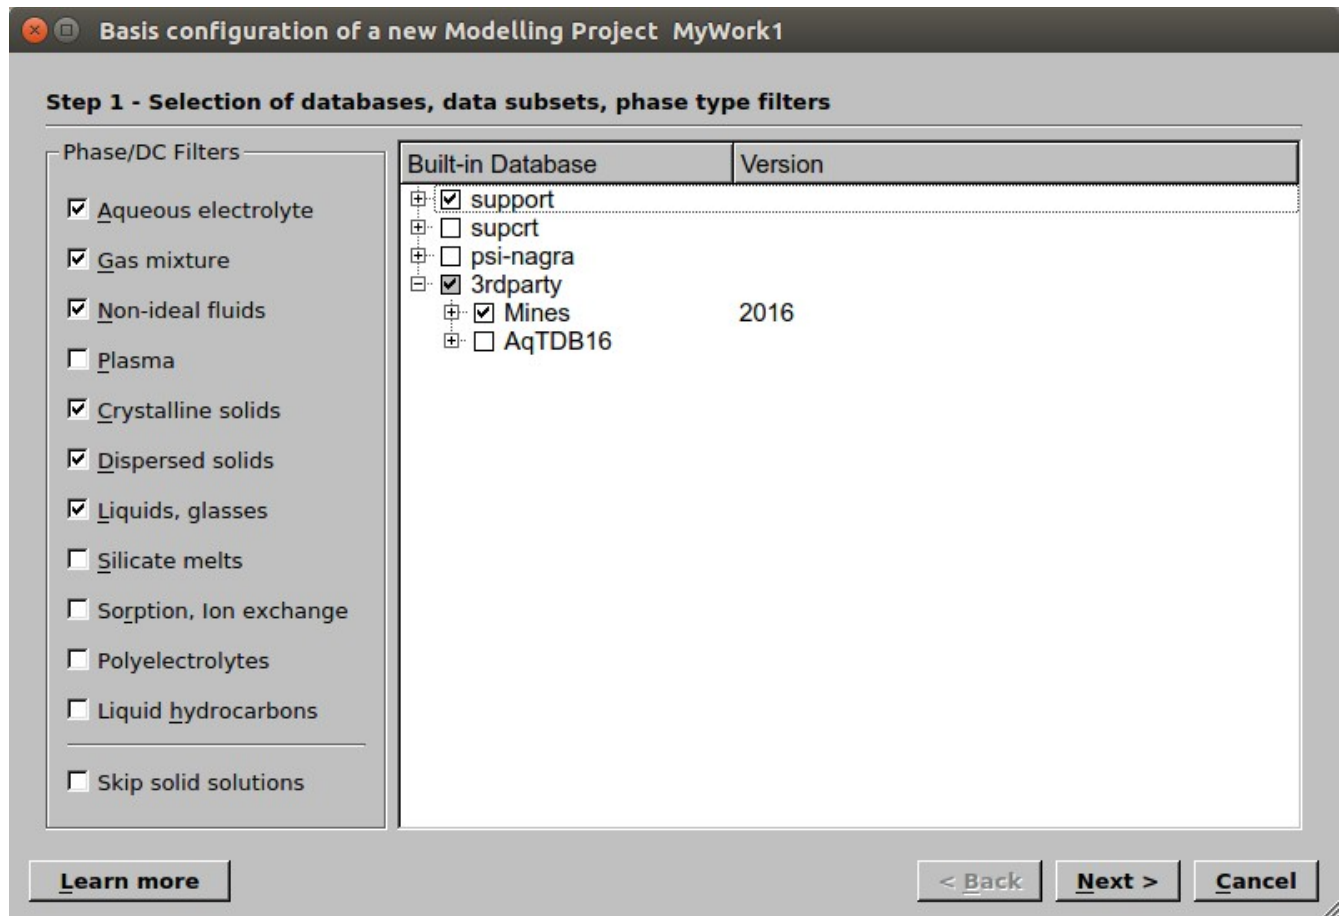 Basis configuration of a new Modelling Project  MyWork1
Step 1 - Selection of databases, data subsets, phase type filters
Phase/DC Filters
Aqueous electrolyte
Gas mixture
Non-ideal fluids
Plasma
Crystalline solids
Dispersed solids
Liquids, glasses
Silicate melts
Sorption, Ion exchange
Polyelectrolytes
Liquid hydrocarbons
Skip solid solutions
Built-in Database Version
support
supcrt
psi-nagra
3rdparty
Mines 2016
AqTDB16
Learn more < Back Next > Cancel